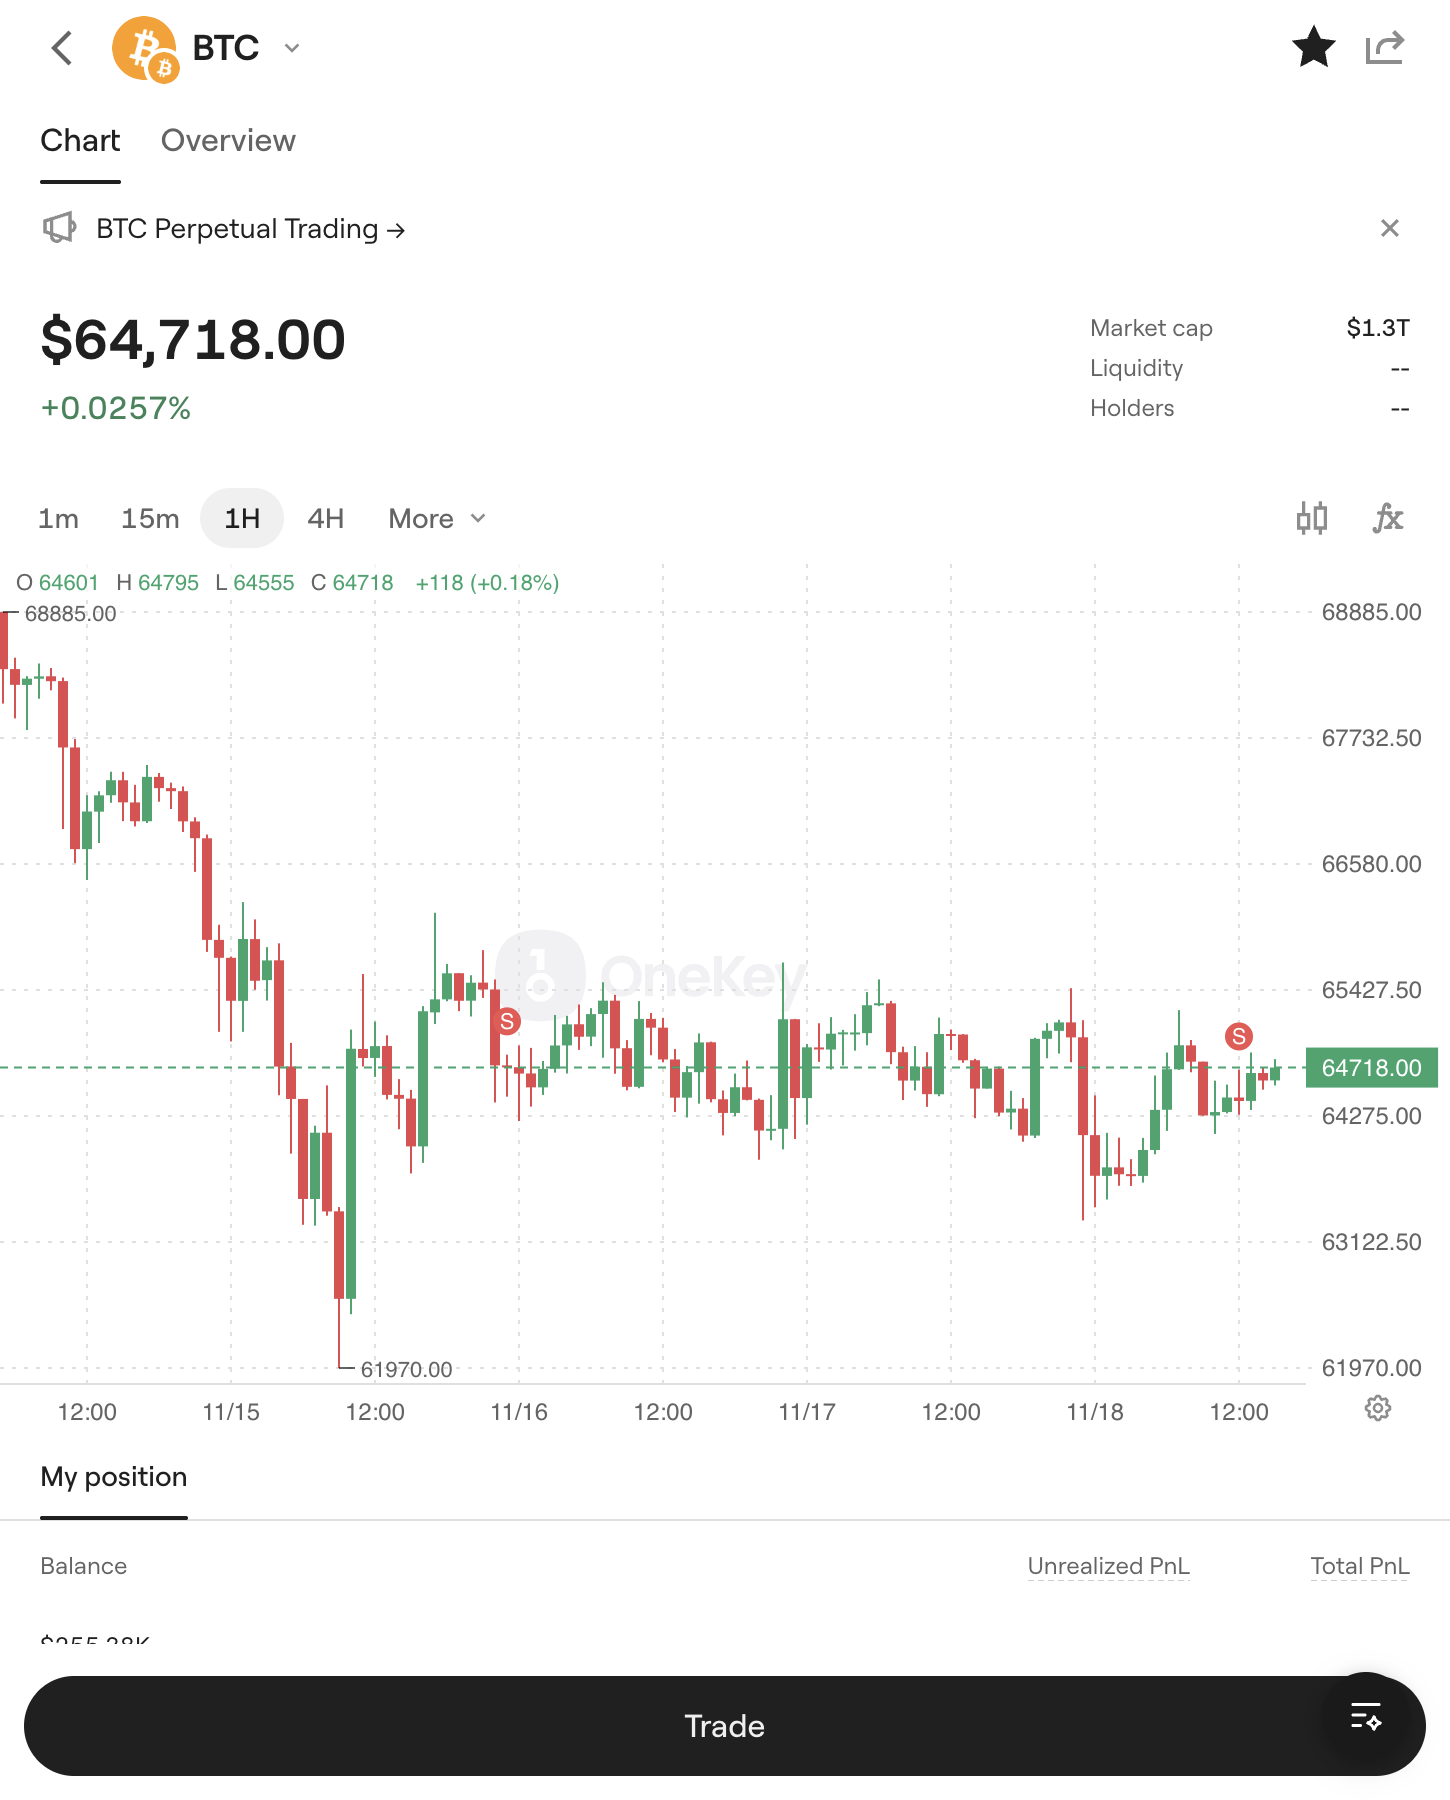 BTC
Chart Overview
BTC Perpetual Trading →
$64,718.00
+0.0257%
Market cap $1.3T
Liquidity --
Holders --
1m 15m 1H 4H More
fx
O 64601 H 64795 L 64555 C 64718 +118 (+0.18%)
68885.00
68885.00
67732.50
66580.00
OneKey
65427.50
S
S
64718.00
64275.00
63122.50
61970.00
61970.00
12:00 11/15 12:00 11/16 12:00 11/17 12:00 11/18 12:00
My position
Balance Unrealized PnL Total PnL
Trade